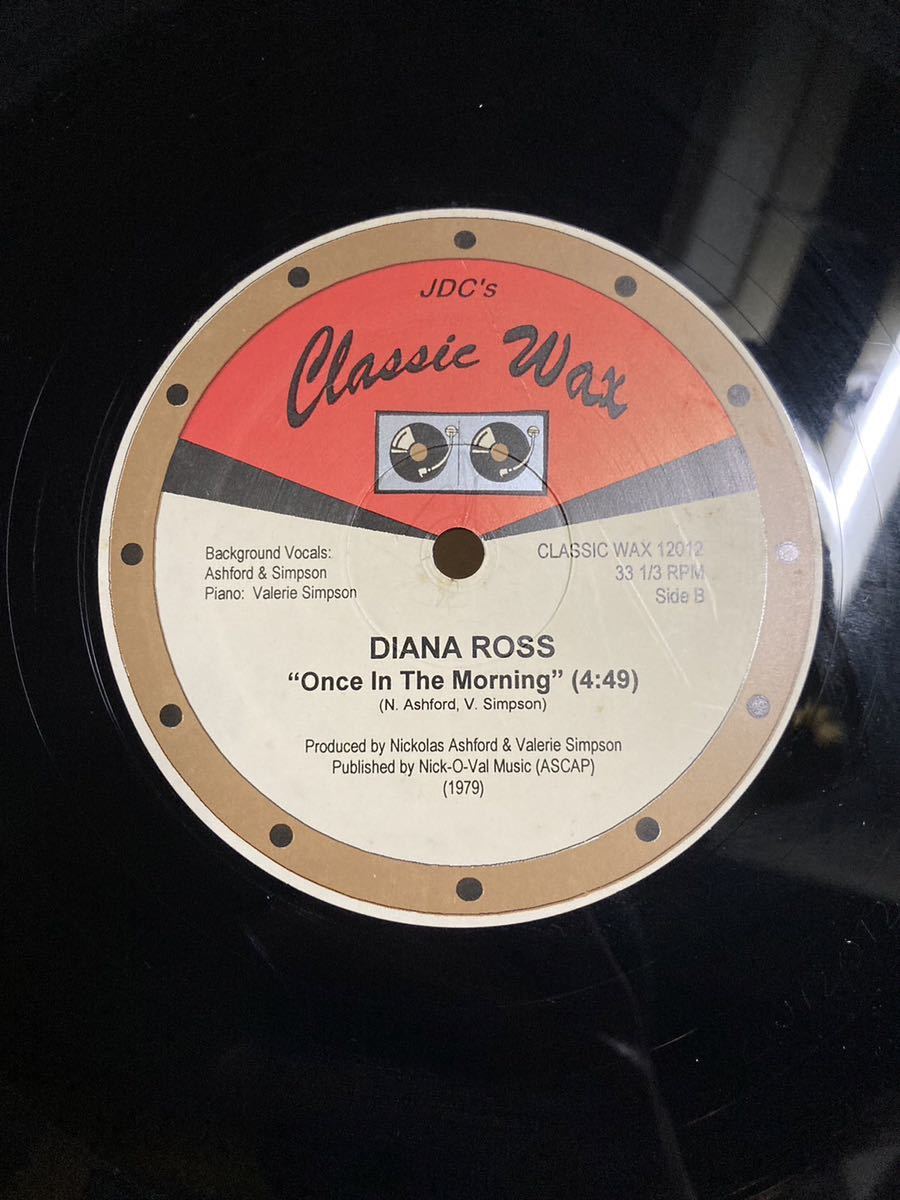 JDC's
Classic Wax
Background Vocals:
Ashford & Simpson
Piano: Valerie Simpson
CLASSIC WAX 12012
33 1/3 RPM
Side B
DIANA ROSS
“Once In The Morning” (4:49)
(N. Ashford, V. Simpson)
Produced by Nickolas Ashford & Valerie Simpson
Published by Nick-O-Val Music (ASCAP)
(1979)